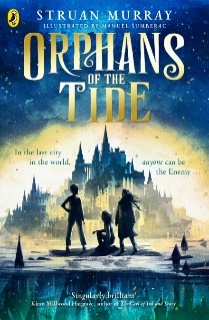 STRUAN MURRAY
ILLUSTRATED BY MANUEL ŠUMBERAC
ORPHANS
OF THE
TIDE
In the last city
in the world,
anyone can be
the Enemy
'Singularly brilliant'
Kiran Millwood Hargrave, author of The Girl of Ink and Stars